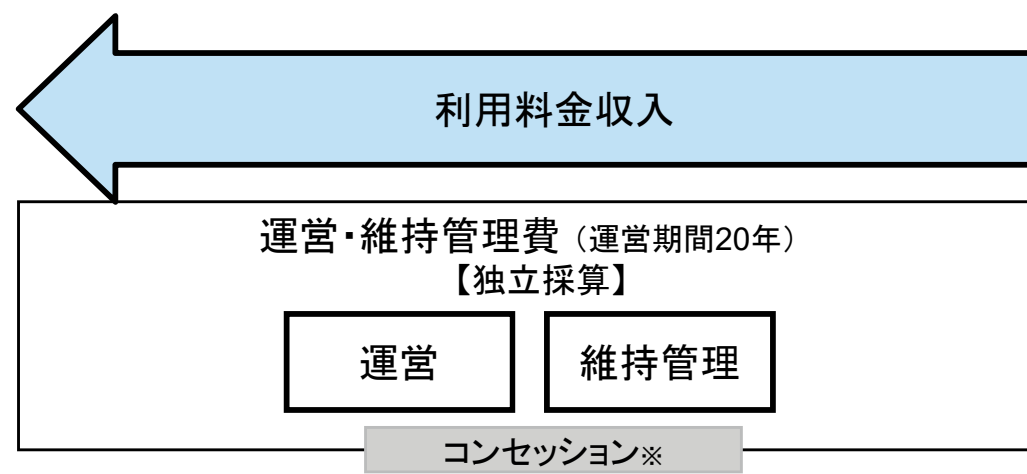 利用料金収入
運営・維持管理費（運営期間20年）
【独立採算】
運営
維持管理
コンセッション※